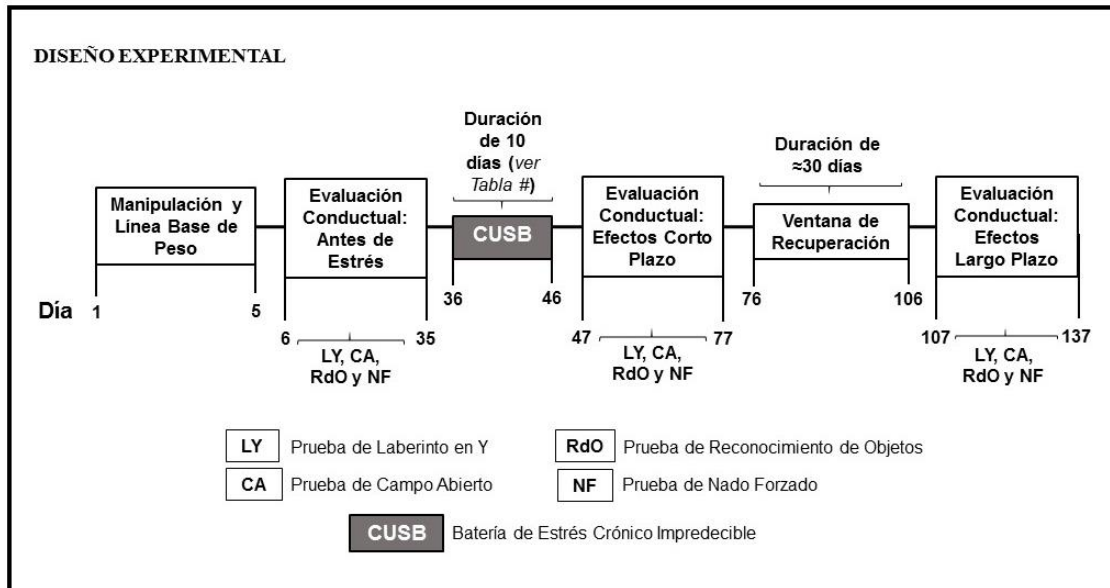 DISEÑO EXPERIMENTAL
Duración
de 10
días (ver
Tabla #)
Duración de
≈30 días
Manipulación y
Línea Base de
Peso
Evaluación
Conductual:
Antes de
Estrés
CUSB
Evaluación
Conductual:
Efectos Corto
Plazo
Ventana de
Recuperación
Evaluación
Conductual:
Efectos
Largo Plazo
Día
1
5
6
35
36
46
47
77
76
106
107
137
LY, CA,
RdO y NF
LY, CA,
RdO y NF
LY, CA,
RdO y NF
LY Prueba de Laberinto en Y
RdO Prueba de Reconocimiento de Objetos
CA Prueba de Campo Abierto
NF Prueba de Nado Forzado
CUSB Batería de Estrés Crónico Impredecible